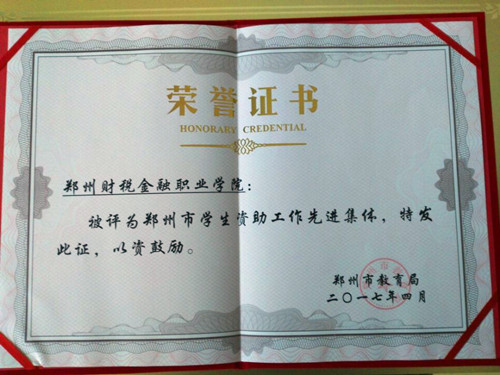 荣誉证书
HONORARY CREDENTIAL
郑州财税金融职业学院：
被评为郑州市学生资助工作先进集体，特发
此证，以资鼓励。
郑州市教育局
二〇一七年四月